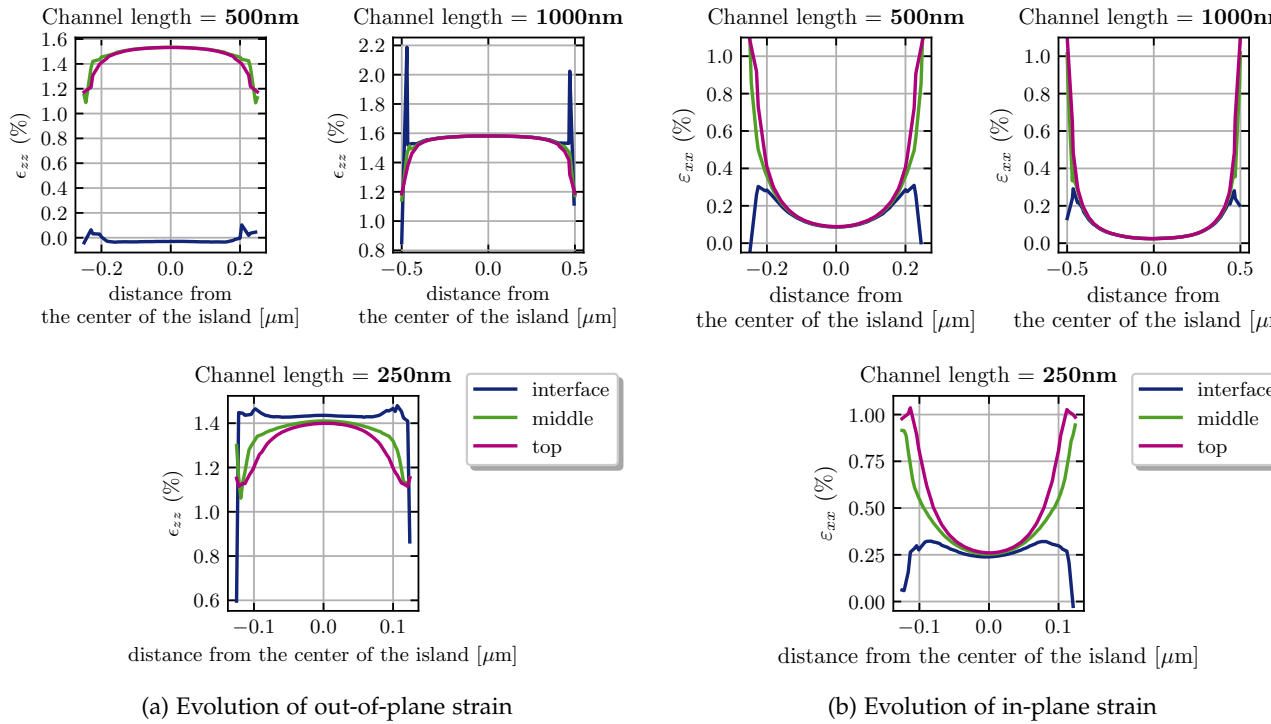 Channel length = 500nm
1.6
1.4
1.2
1.0
0.8
0.6
0.4
0.2
0.0
ϵzz (%)
−0.2 0.0 0.2
distance from
the center of the island [μm]
Channel length = 1000nm
2.2
2.0
1.8
1.6
1.4
1.2
1.0
0.8
ϵzz (%)
−0.5 0.0 0.5
distance from
the center of the island [μm]
Channel length = 500nm
1.0
0.8
0.6
0.4
0.2
0.0
εxx (%)
−0.2 0.0 0.2
distance from
the center of the island [μm]
Channel length = 1000n
1.0
0.8
0.6
0.4
0.2
0.0
εxx (%)
−0.5 0.0 0.5
distance from
the center of the island [μ
Channel length = 250nm
1.4
1.2
1.0
0.8
0.6
ϵzz (%)
−0.1 0.0 0.1
distance from the center of the island [μm]
interface
middle
top
Channel length = 250nm
1.00
0.75
0.50
0.25
0.00
εxx (%)
−0.1 0.0 0.1
distance from the center of the island [μm]
interface
middle
top
(a) Evolution of out-of-plane strain
(b) Evolution of in-plane strain